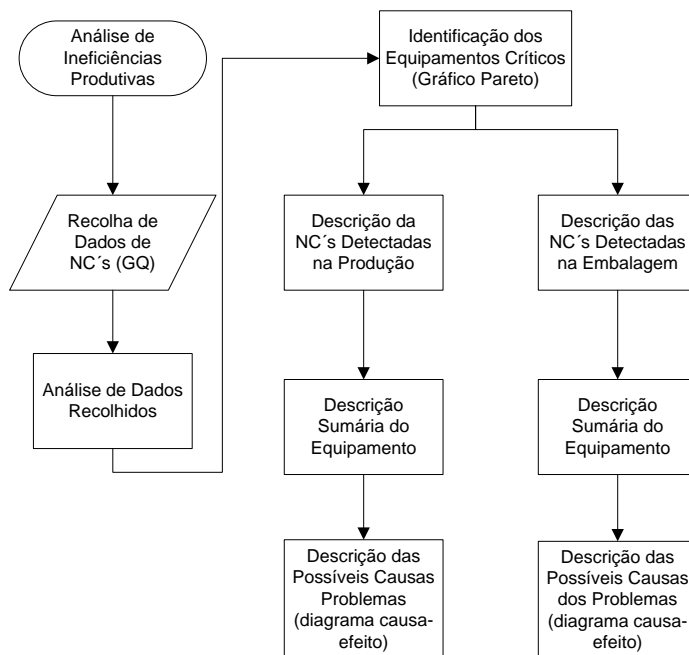 Análise de
Ineficiências
Produtivas
Recolha de
Dados de
NC´s (GQ)
Análise de Dados
Recolhidos
Identificação dos
Equipamentos Críticos
(Gráfico Pareto)
Descrição da
NC´s Detectadas
na Produção
Descrição
Sumária do
Equipamento
Descrição das
Possíveis Causas
Problemas
(diagrama causa-
efeito)
Descrição das
NC´s Detectadas
na Embalagem
Descrição
Sumária do
Equipamento
Descrição das
Possíveis Causas
dos Problemas
(diagrama causa-
efeito)